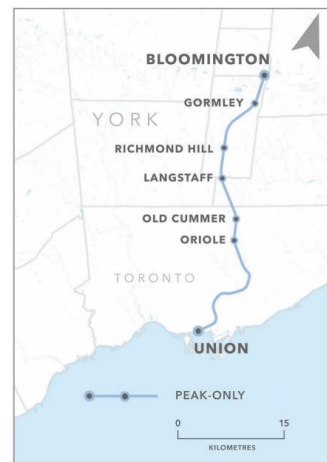 BLOOMINGTON
GORMLEY
YORK
RICHMOND HILL
LANGSTAFF
OLD CUMMER
ORIOLE
TORONTO
UNION
PEAK-ONLY
0 15
KILOMETRES